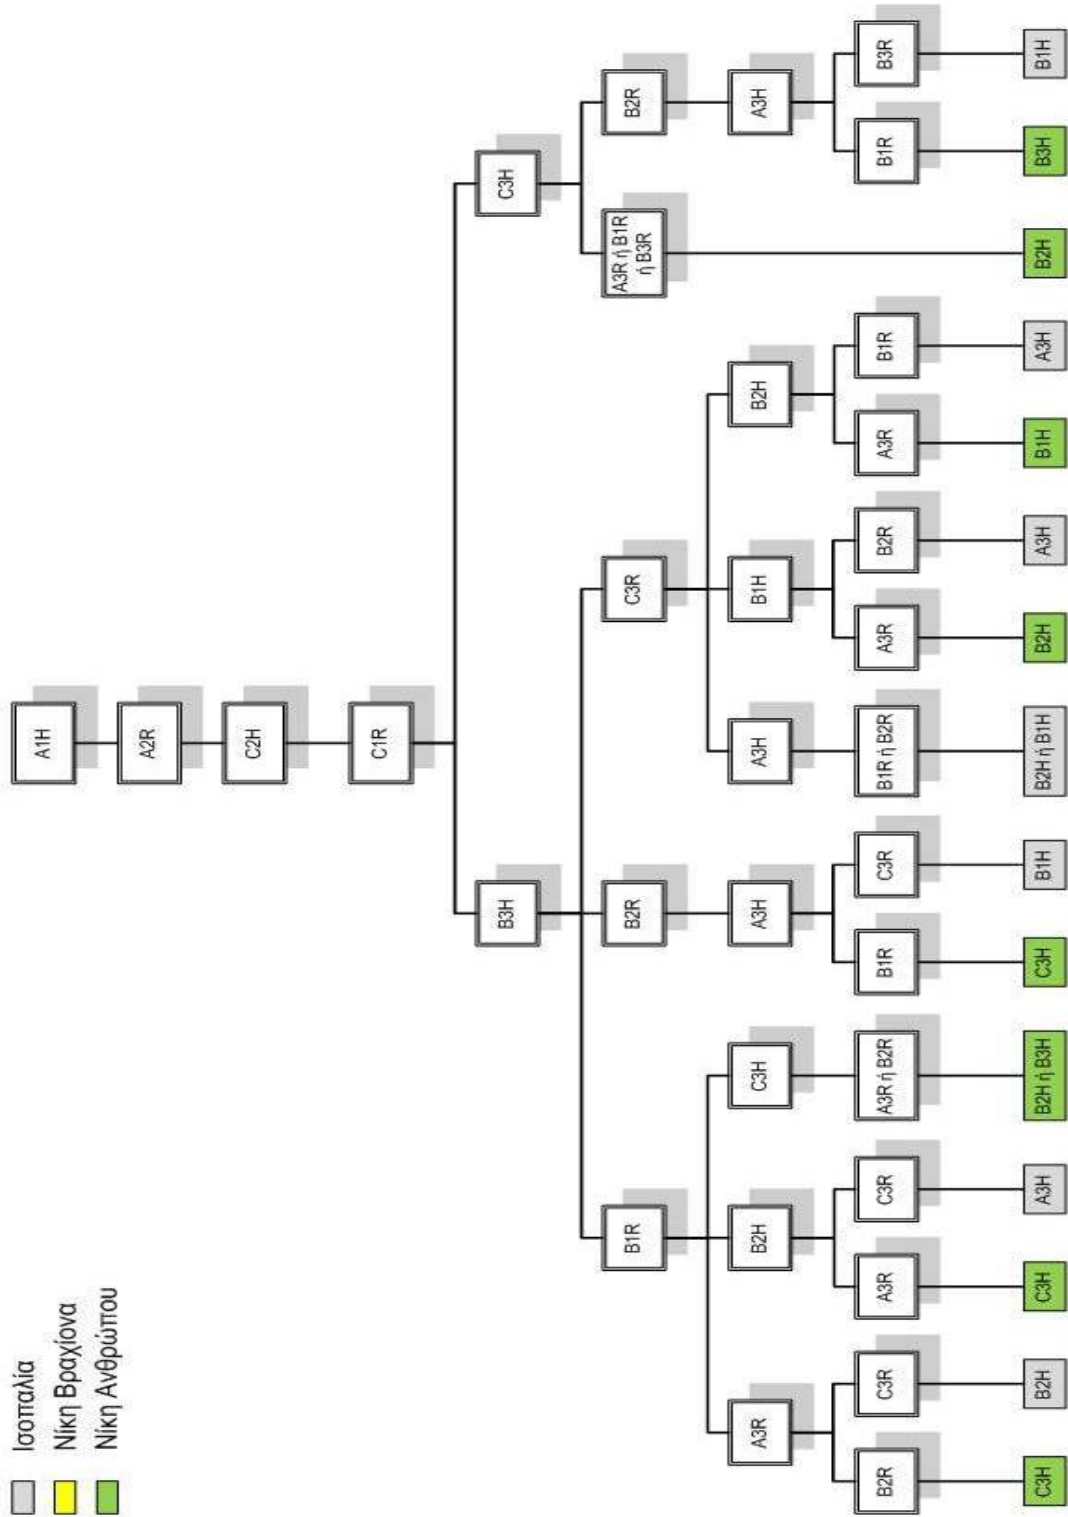 Ισοπαλία
Νίκη Βραχίονα
Νίκη Ανθρώπου
A1H
A2R
C2H
C1R
B3H
C3H
B1R
B2R
C3R
A3R ή B1R
ή B3R
B2R
A3R
B2H
C3H
A3H
A3H
B1H
B2H
A3H
B2R
C3R
A3R
C3R
A3R ή B2R
B1R
C3R
B1R ή B2R
A3R
B2R
A3R
B1R
B1R
B3R
C3H
B2H
C3H
A3H
B2H ή B3H
C3H
B1H
B2H ή B1H
B2H
A3H
B1H
A3H
B2H
B3H
B1H